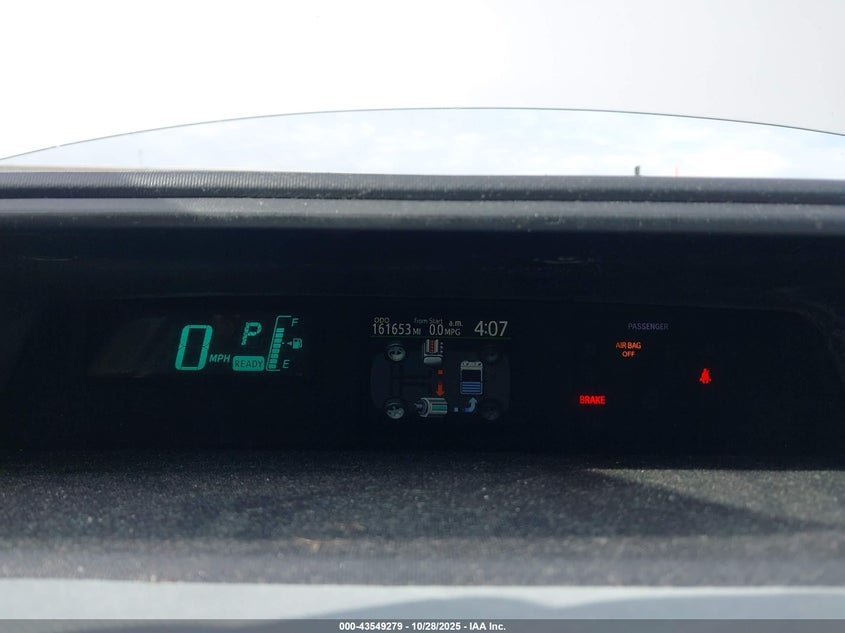 0 MPH
P
READY
F
E
ODO from Start a.m.
161653 MI 0.0 MPG 4:07
PASSENGER
AIR BAG
OFF
BRAKE
000-43549279 - 10/28/2025 - IAA Inc.